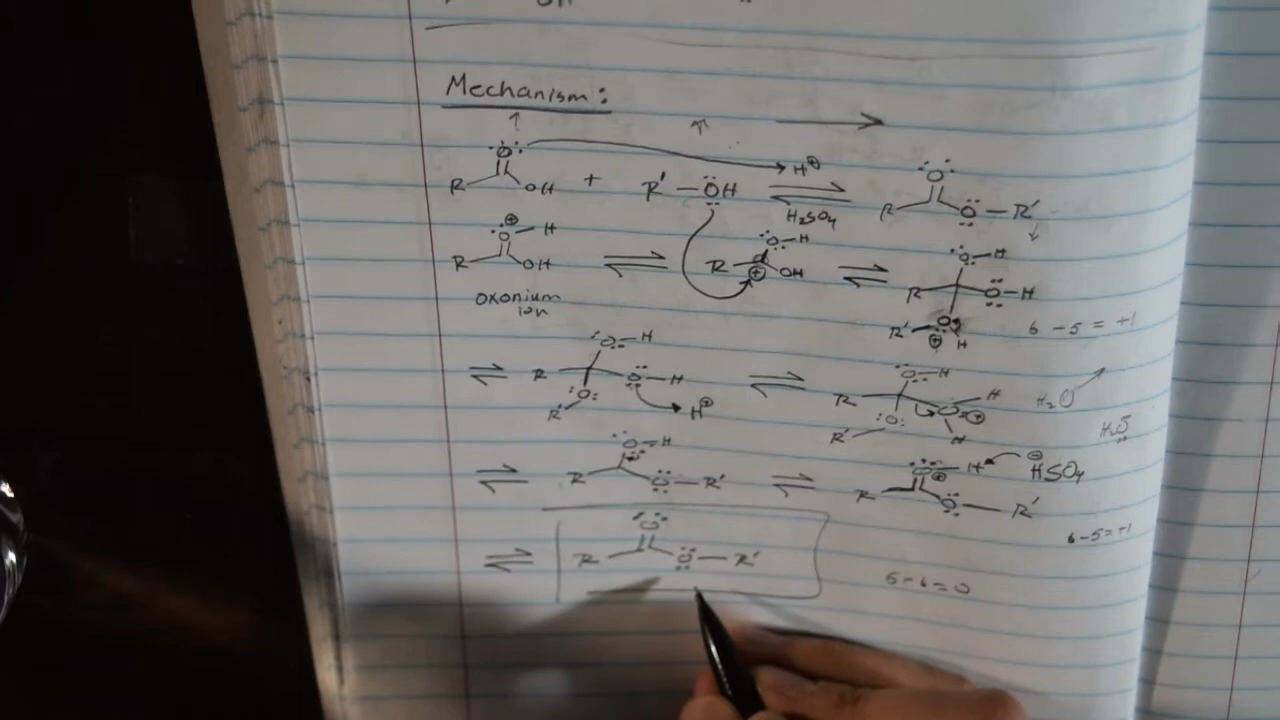 OH
Mechanism:
O R OH + R' – OH H⊕ H2SO4 O R O – R'
⊕ O – H R OH O – H R ⊕ OH O – H R O – H R' O ⊕ H
oxonium
ion
6 - 5 = +1
O – H R O – H O R' H⊕ O – H R O ⊕ H H O R' H2O
H2O
O – H R O – R' O ⊕ H R O – R' ⊖ HSO4
6 - 5 = +1
O R O – R'
6 - 6 = 0